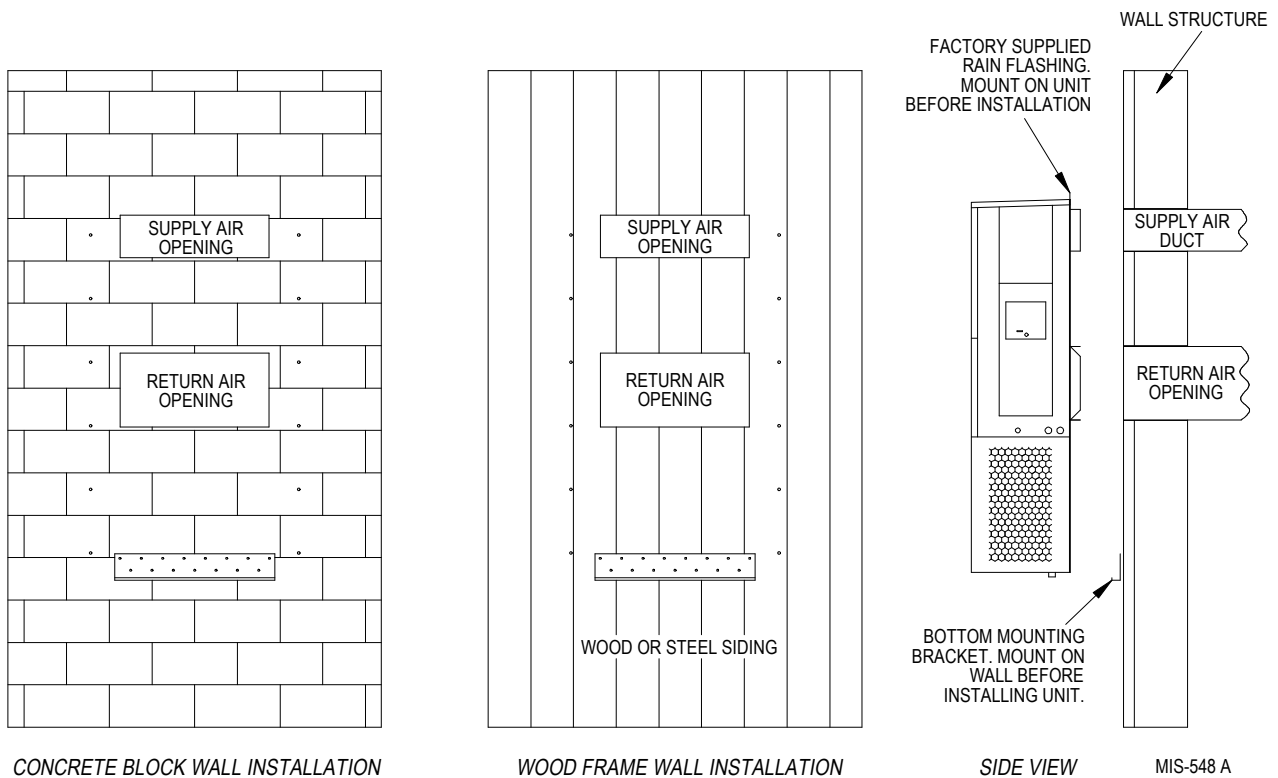 WALL STRUCTURE
FACTORY SUPPLIED
RAIN FLASHING.
MOUNT ON UNIT
BEFORE INSTALLATION
SUPPLY AIR
OPENING
SUPPLY AIR
OPENING
SUPPLY AIR
DUCT
RETURN AIR
OPENING
RETURN AIR
OPENING
RETURN AIR
OPENING
WOOD OR STEEL SIDING
BOTTOM MOUNTING
BRACKET. MOUNT ON
WALL BEFORE
INSTALLING UNIT.
CONCRETE BLOCK WALL INSTALLATION
WOOD FRAME WALL INSTALLATION
SIDE VIEW
MIS-548 A